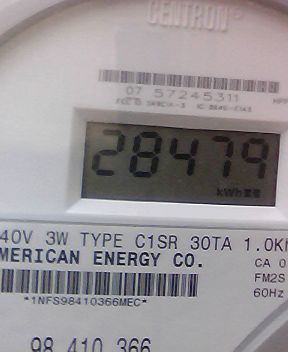 CENTRON®
07 57245311
28479
kWh
40V 3W TYPE C1SR 30TA 1.0Kh
MERICAN ENERGY CO.
CA 0
FM2S
*1NFS98410366MEC*
60Hz
98 410 366